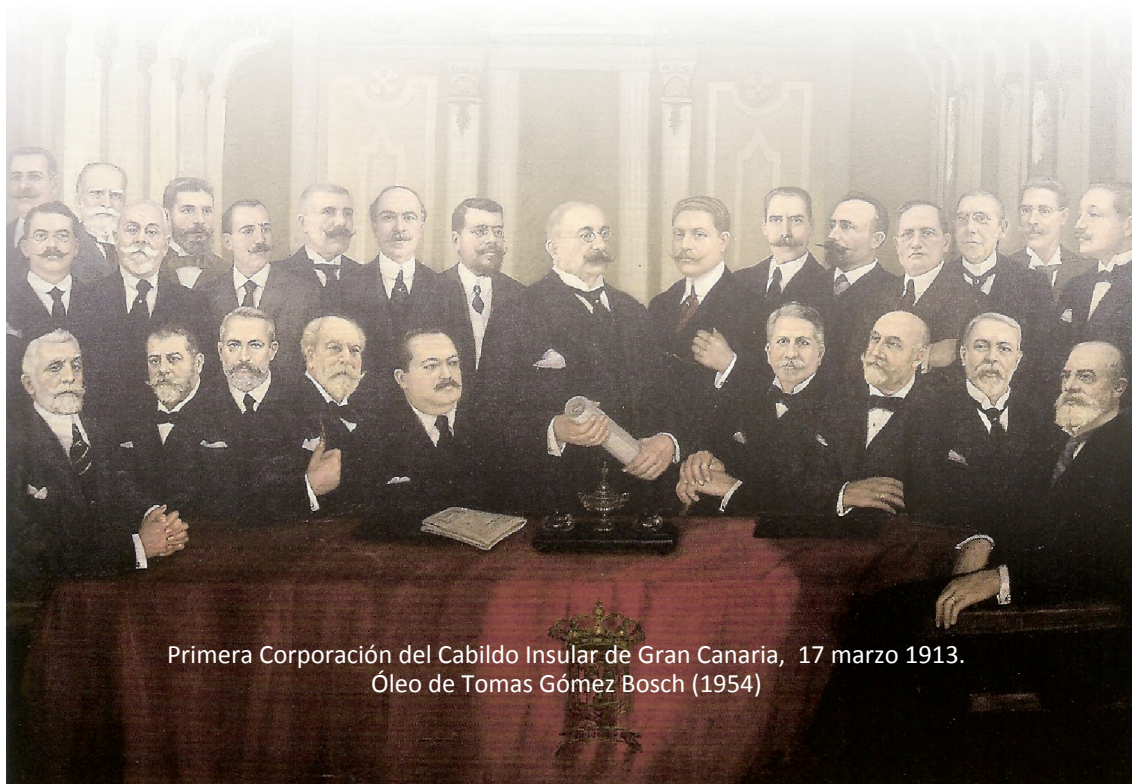 Primera Corporación del Cabildo Insular de Gran Canaria,  17 marzo 1913.
Óleo de Tomas Gómez Bosch (1954)